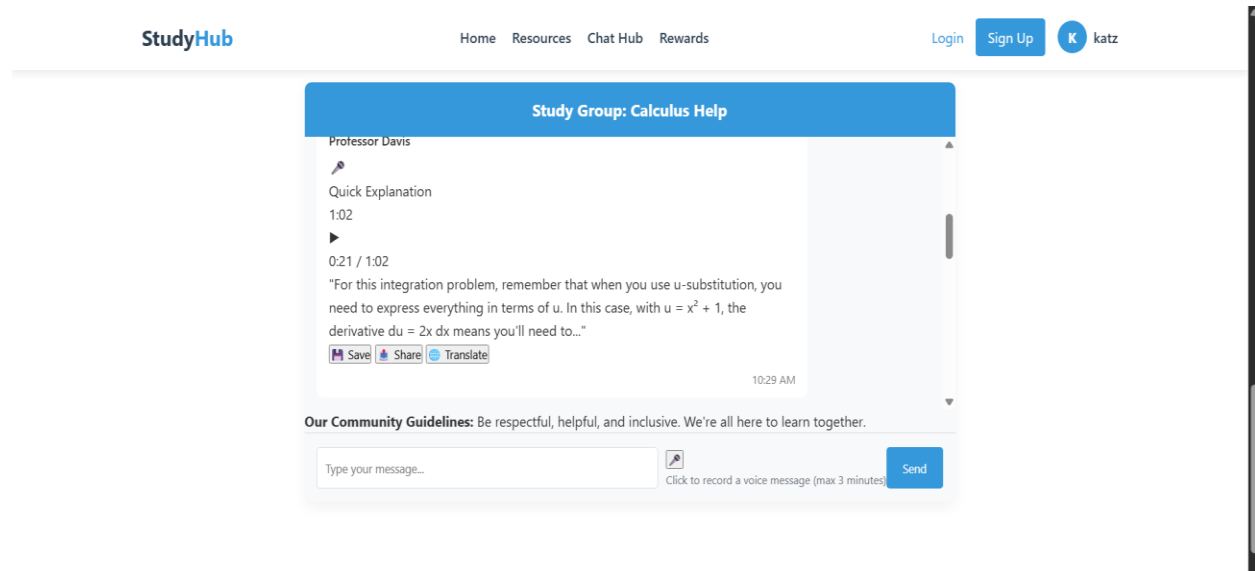 StudyHub
Home Resources Chat Hub Rewards
Login Sign Up K katz
Study Group: Calculus Help
Professor Davis
Quick Explanation
1:02
0:21 / 1:02
"For this integration problem, remember that when you use u-substitution, you
need to express everything in terms of u. In this case, with u = x² + 1, the
derivative du = 2x dx means you'll need to..."
Save Share Translate
10:29 AM
Our Community Guidelines: Be respectful, helpful, and inclusive. We're all here to learn together.
Type your message...
Click to record a voice message (max 3 minutes)
Send